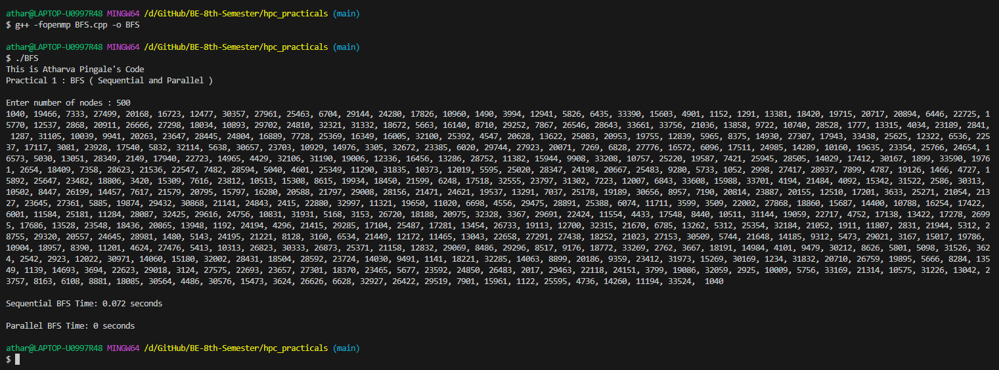 athar@LAPTOP-U0997R48 MINGW64 /d/GitHub/BE-8th-Semester/hpc_practicals (main)
$ g++ -fopenmp BFS.cpp -o BFS
athar@LAPTOP-U0997R48 MINGW64 /d/GitHub/BE-8th-Semester/hpc_practicals (main)
$ ./BFS
This is Atharva Pingale's Code
Practical 1 : BFS ( Sequential and Parallel )
Enter number of nodes : 500
1040, 19466, 7333, 27499, 20168, 16723, 12477, 30357, 27961, 25463, 6704, 29144, 24280, 17826, 10960, 1490, 3994, 12941, 5826, 6435, 33390, 15603, 4901, 1152, 1291, 13381, 18420, 19715, 20717, 20894, 6446, 22725, 1
5770, 12537, 2868, 20911, 26666, 27298, 18034, 10893, 29702, 24810, 32321, 31332, 18672, 5663, 16140, 8710, 29252, 7867, 26546, 28643, 33661, 33756, 21036, 13858, 9722, 10740, 28528, 1777, 13315, 4034, 23189, 2841,
1287, 31105, 10039, 9941, 20263, 23647, 28445, 24804, 16889, 7728, 25369, 16349, 16005, 32100, 25392, 4547, 20628, 13622, 25083, 20953, 19755, 12839, 5965, 8375, 14930, 27307, 17943, 33438, 25625, 12322, 6536, 225
37, 17117, 3081, 23928, 17540, 5832, 32114, 5638, 30657, 23703, 10929, 14976, 3305, 32672, 23385, 6020, 29744, 27923, 20071, 7269, 6828, 27776, 16572, 6096, 17511, 24985, 14289, 10160, 19635, 23354, 25766, 24654, 1
6573, 5030, 13051, 28349, 2149, 17940, 22723, 14965, 4429, 32106, 31190, 19006, 12336, 16456, 13286, 28752, 11382, 15944, 9908, 33208, 10757, 25220, 19587, 7421, 25945, 28505, 14029, 17412, 30167, 1899, 33590, 1976
1, 2654, 18409, 7358, 28623, 21536, 22547, 7482, 28594, 5040, 4601, 25349, 11290, 31835, 10373, 12019, 5595, 25020, 28347, 24198, 20667, 25483, 9280, 5733, 1052, 2998, 27417, 28937, 7899, 4787, 19126, 1466, 4727, 1
5892, 25647, 23482, 18806, 3420, 15309, 7616, 23812, 10513, 15308, 8615, 19934, 18450, 21599, 6248, 17518, 32555, 23797, 31302, 7223, 12007, 6843, 33608, 15988, 33701, 4194, 21484, 4092, 15342, 31522, 2586, 30313,
10502, 8447, 26199, 14457, 7617, 21579, 20795, 15797, 16280, 20588, 21797, 29008, 28156, 21471, 24621, 19537, 13291, 7037, 25178, 19189, 30656, 8957, 7190, 20814, 23887, 20155, 12510, 17201, 3633, 25271, 21054, 213
27, 23645, 27361, 5885, 19874, 29432, 30868, 21141, 24843, 2415, 22880, 32997, 11321, 19650, 11020, 6698, 4556, 29475, 28891, 25388, 6074, 11711, 3599, 3509, 22002, 27868, 18860, 15687, 14400, 10788, 16254, 17422,
6001, 11584, 25181, 11284, 28087, 32425, 29616, 24756, 10831, 31931, 5168, 3153, 26720, 18188, 20975, 32328, 3367, 29691, 22424, 11554, 4433, 17548, 8440, 10511, 31144, 19059, 22717, 4752, 17138, 13422, 17278, 2699
5, 17686, 13528, 23548, 18436, 20865, 13948, 1192, 24194, 4296, 21415, 29285, 17104, 25487, 17281, 13454, 26733, 19113, 12700, 32315, 21670, 6785, 13262, 5312, 25354, 32184, 21052, 1911, 11807, 2831, 21944, 5312, 2
8755, 29320, 20557, 24645, 28981, 1480, 5143, 24195, 21221, 8128, 3160, 6534, 21449, 12172, 11465, 13043, 22658, 27291, 27438, 18252, 21023, 27153, 30509, 5744, 21648, 14185, 9312, 5473, 29021, 3167, 15017, 19786,
10904, 18957, 8390, 11201, 4624, 27476, 5413, 10313, 26823, 30333, 26873, 25371, 21158, 12832, 29069, 8486, 29296, 8517, 9176, 18772, 33269, 2762, 3667, 18191, 14984, 4101, 9479, 30212, 8626, 5801, 5098, 31526, 362
4, 2542, 2923, 12022, 30971, 14060, 15180, 32002, 28431, 18504, 28592, 23724, 14030, 9491, 1141, 18221, 32285, 14063, 8899, 20186, 9359, 23412, 31973, 15269, 30169, 1234, 31832, 20710, 26759, 19895, 5666, 8284, 135
49, 1139, 14693, 3694, 22623, 29018, 3124, 27575, 22693, 23657, 27301, 18370, 23465, 5677, 23592, 24850, 26483, 2017, 29463, 22118, 24151, 3799, 19086, 32059, 2925, 10009, 5756, 33169, 21314, 10575, 31226, 13042, 2
3757, 8163, 6108, 8881, 18085, 30564, 4486, 30576, 15473, 3624, 26626, 6628, 32927, 26422, 29519, 7901, 15961, 1122, 25595, 4736, 14260, 11194, 33524,  1040
Sequential BFS Time: 0.072 seconds
Parallel BFS Time: 0 seconds
athar@LAPTOP-U0997R48 MINGW64 /d/GitHub/BE-8th-Semester/hpc_practicals (main)
$